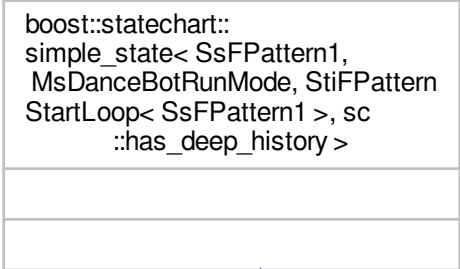 boost::statechart::
simple_state< SsFPattern1,
MsDanceBotRunMode, StiFPattern
StartLoop< SsFPattern1 >, sc
::has_deep_history >